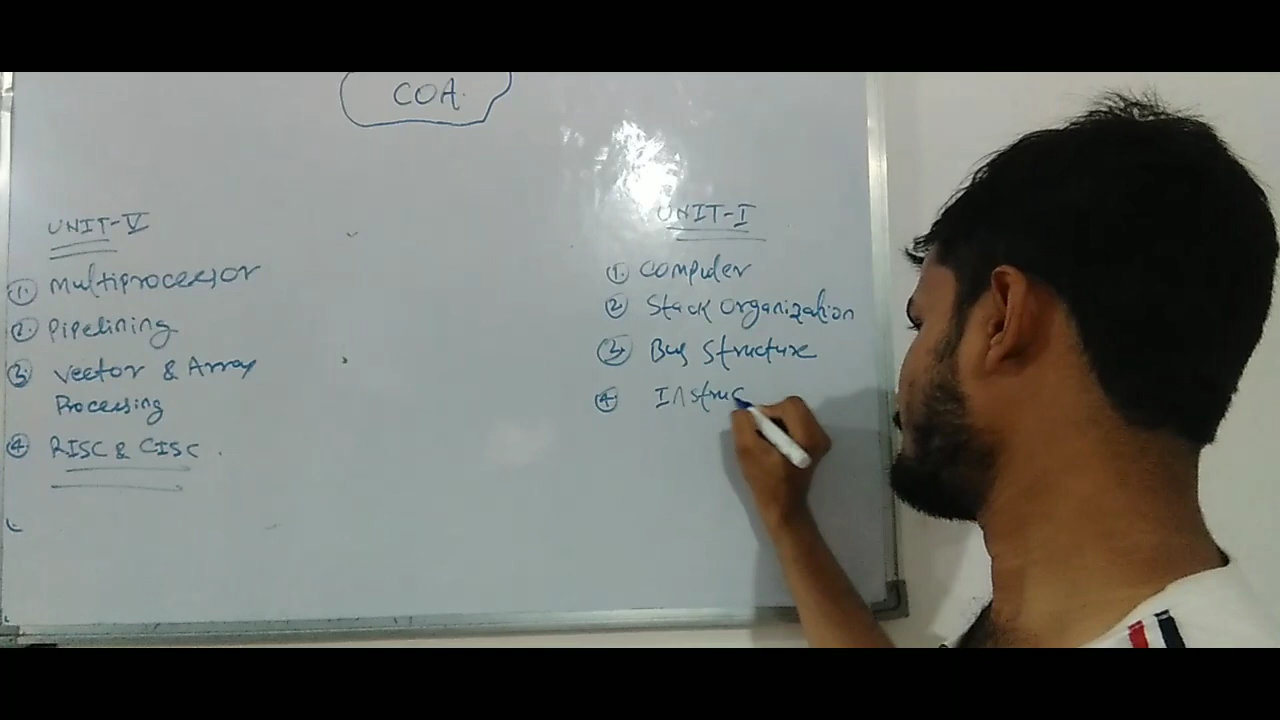 COA.
UNIT-V
① Multiprocessor
② Pipelining
③ Vector & Array
Processing
④ RISC & CISC
UNIT-I
① Computer
② Stack Organization
③ Bus Structure
④ Instruc